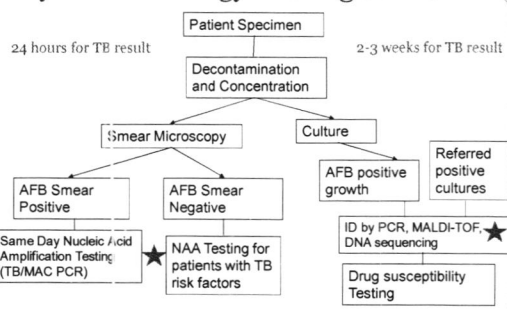 Patient Specimen
24 hours for TB result
2-3 weeks for TB result
Decontamination
and Concentration
Smear Microscopy
Culture
AFB Smear
Positive
AFB Smear
Negative
AFB positive
growth
Referred
positive
cultures
Same Day Nucleic Acid
Amplification Testing
(TB/MAC PCR)
NAA Testing for
patients with TB
risk factors
ID by PCR, MALDI-TOF,
DNA sequencing
Drug susceptibility
Testing